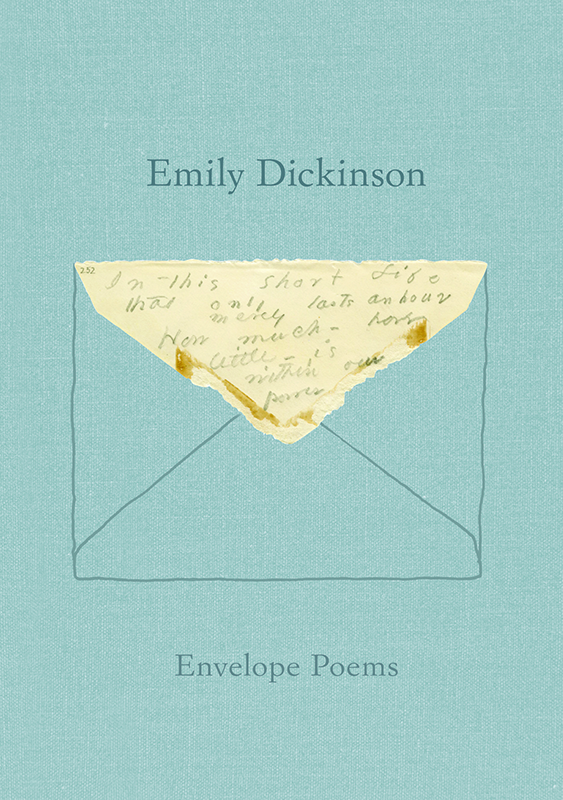 Emily Dickinson
252
In this short Life
that only lasts an hour
merely
How much - how
little - is
within our
power
Envelope Poems